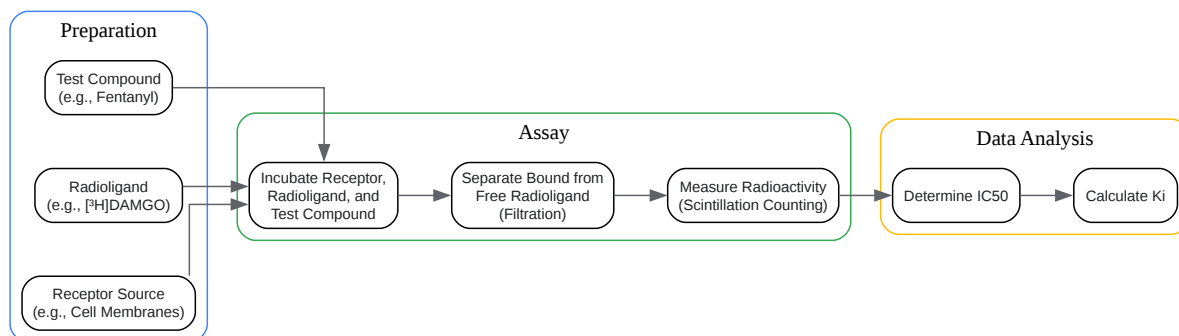 Preparation
Test Compound
(e.g., Fentanyl)
Radioligand
(e.g., [³H]DAMGO)
Receptor Source
(e.g., Cell Membranes)
Assay
Incubate Receptor,
Radioligand, and
Test Compound
Separate Bound from
Free Radioligand
(Filtration)
Measure Radioactivity
(Scintillation Counting)
Data Analysis
Determine IC50
Calculate Ki